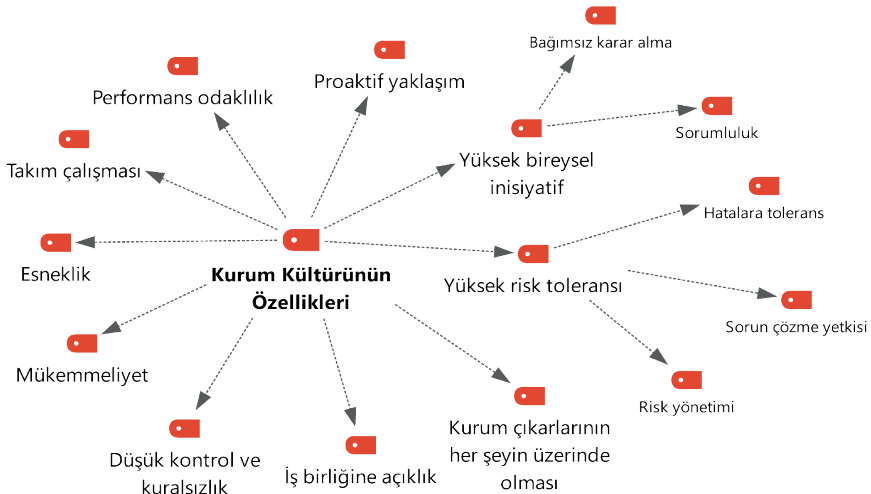 Bağımsız karar alma
Proaktif yaklaşım
Performans odaklılık
Sorumluluk
Yüksek bireysel
inisiyatif
Takım çalışması
Hatalara tolerans
Esneklik
Kurum Kültürünün
Özellikleri
Yüksek risk toleransı
Sorun çözme yetkisi
Mükemmeliyet
Risk yönetimi
Kurum çıkarlarının
her şeyin üzerinde
olması
Düşük kontrol ve
kuralsızlık
İş birliğine açıklık